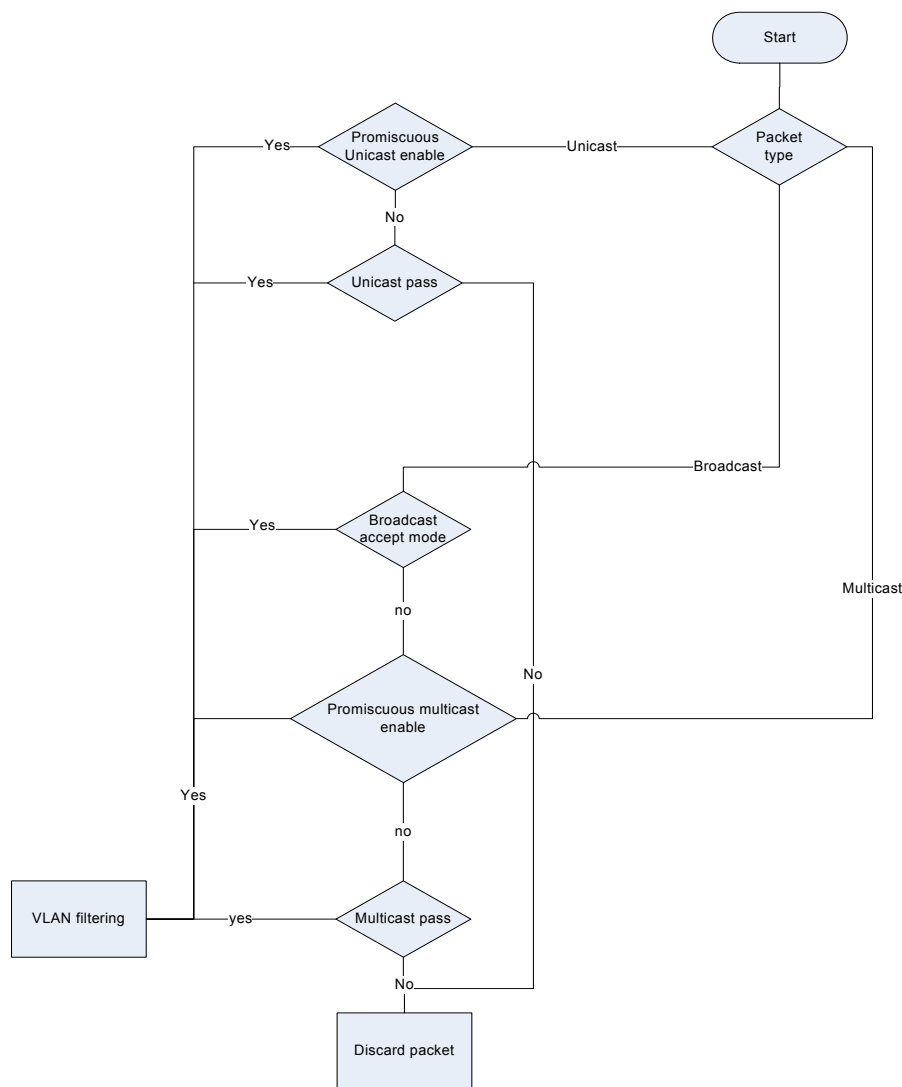 Start
Packet
type
Unicast
Promiscuous
Unicast enable
Yes
No
Unicast pass
Yes
Broadcast
Broadcast
accept mode
Yes
Multicast
no
No
Promiscuous multicast
enable
Yes
no
VLAN filtering
yes
Multicast pass
No
Discard packet